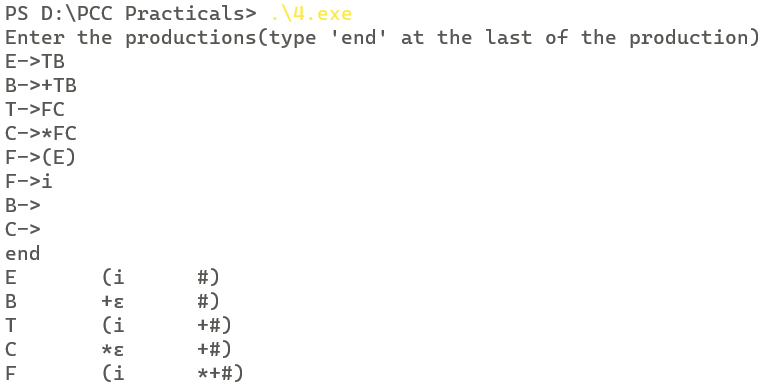 PS D:\PCC Practicals> .\4.exe
Enter the productions(type 'end' at the last of the production)
E->TB
B->+TB
T->FC
C->*FC
F->(E)
F->i
B->
C->
end
E (i #)
B +ε #)
T (i +#)
C *ε +#)
F (i *+#)